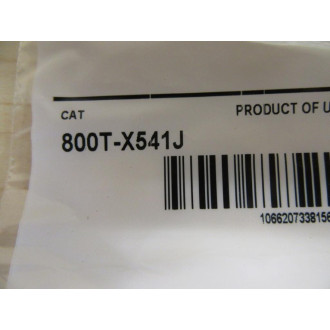 CAT
PRODUCT OF U
800T-X541J
1066207338156